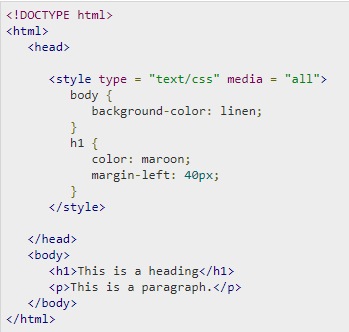 <!DOCTYPE html>
<html>
<head>
<style type = "text/css" media = "all">
body {
background-color: linen;
}
h1 {
color: maroon;
margin-left: 40px;
}
</style>
</head>
<body>
<h1>This is a heading</h1>
<p>This is a paragraph.</p>
</body>
</html>